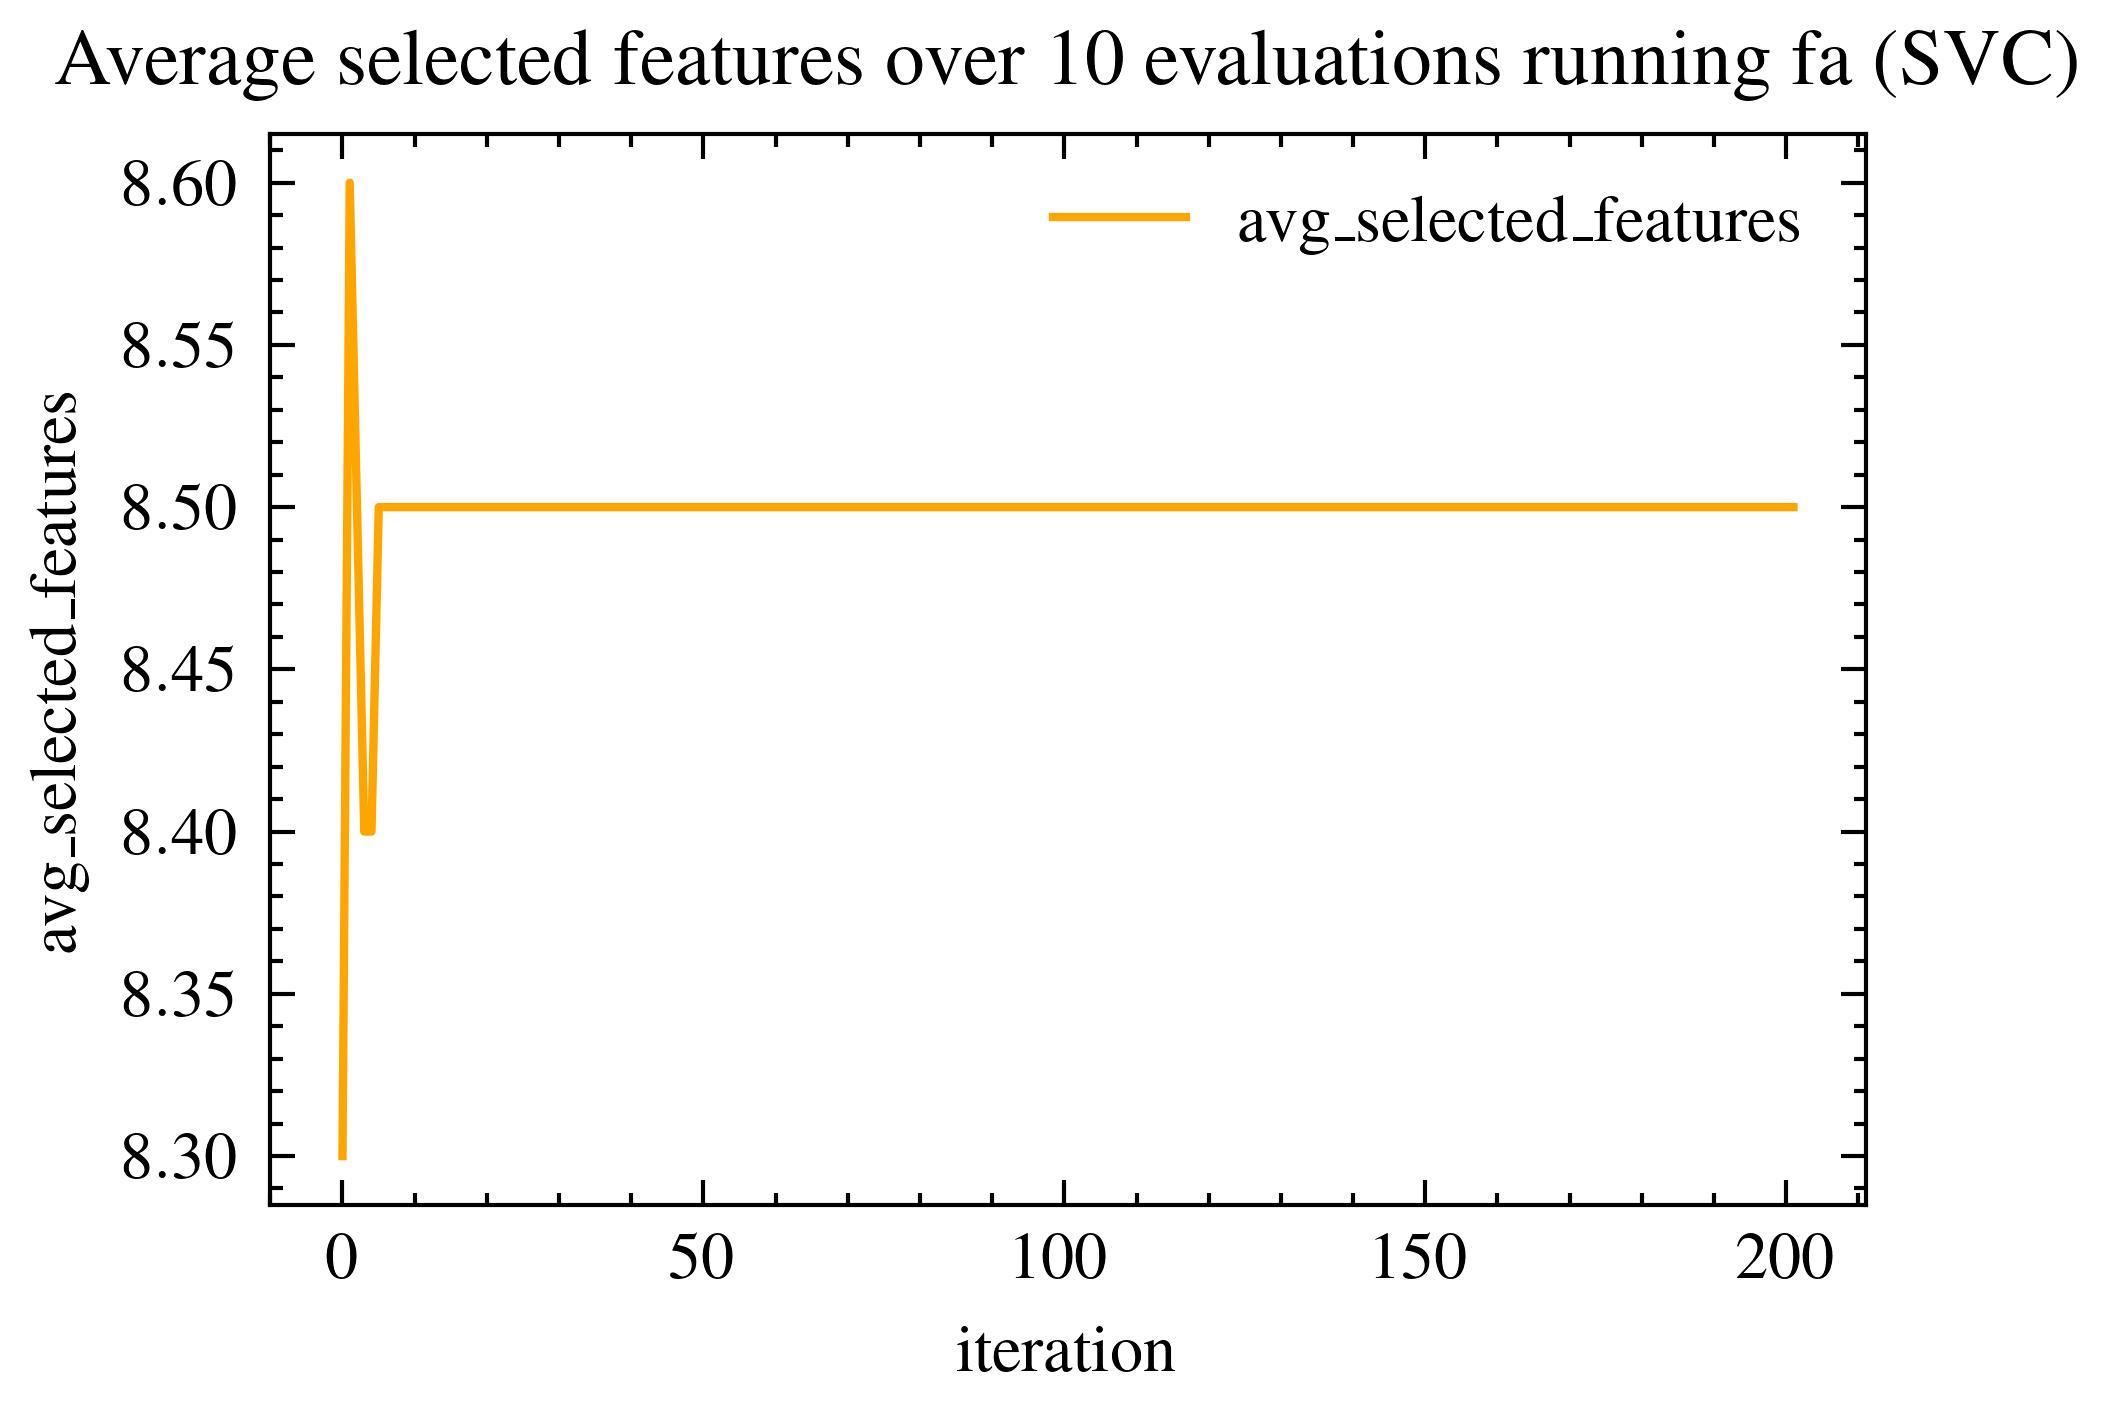 Average selected features over 10 evaluations running fa (SVC)
avg_selected_features
8.60
8.55
8.50
8.45
8.40
8.35
8.30
avg_selected_features
0 50 100 150 200
iteration